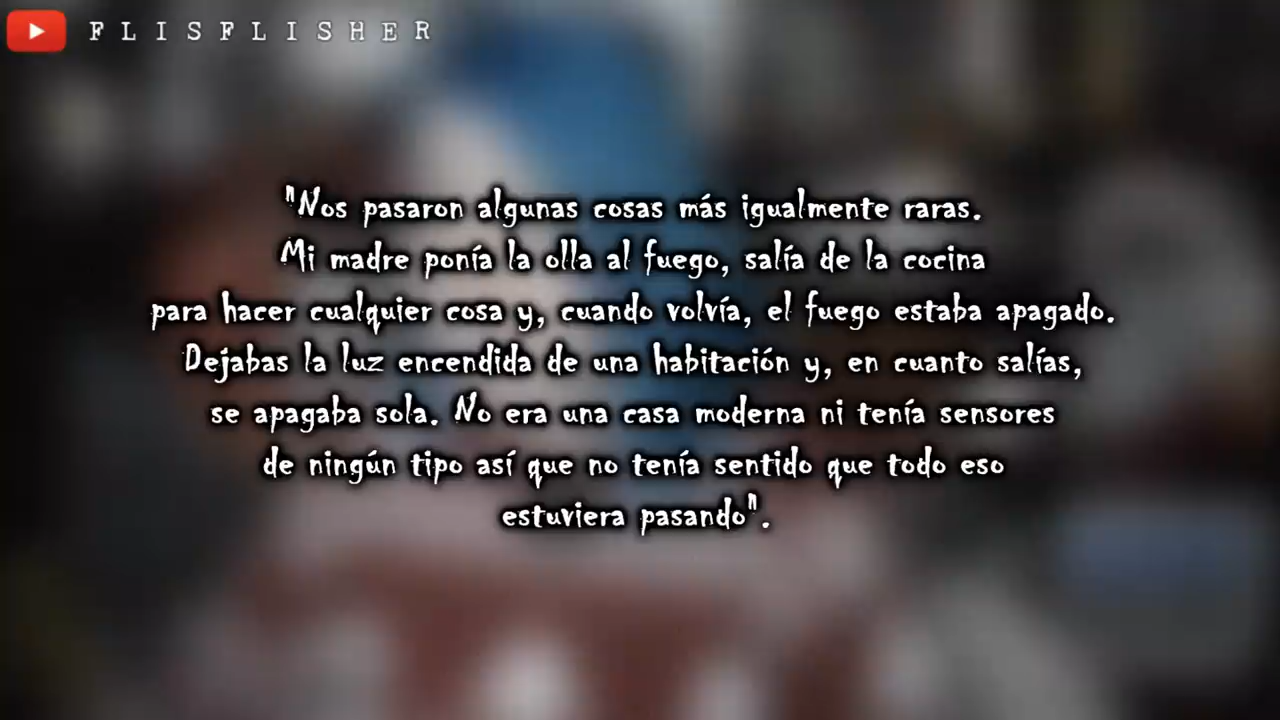 F L I S F L I S H E R
"Nos pasaron algunas cosas más igualmente raras.
Mi madre ponía la olla al fuego, salía de la cocina
para hacer cualquier cosa y, cuando volvía, el fuego estaba apagado.
Dejabas la luz encendida de una habitación y, en cuanto salías,
se apagaba sola. No era una casa moderna ni tenía sensores
de ningún tipo así que no tenía sentido que todo eso
estuviera pasando".